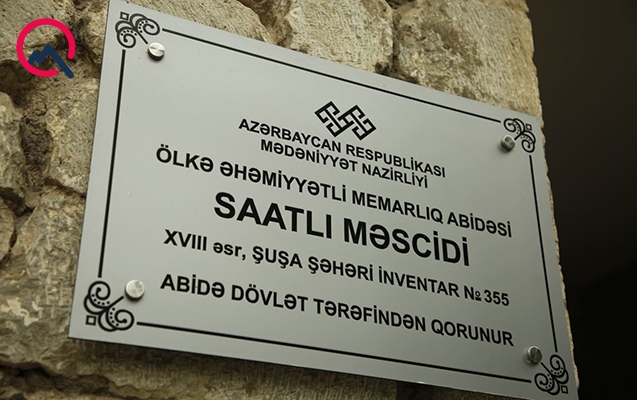 AZƏRBAYCAN RESPUBLİKASI
MƏDƏNİYYƏT NAZİRLİYİ
ÖLKƏ ƏHƏMİYYƏTLİ MEMARLIQ ABİDƏSİ
SAATLI MƏSCİDİ
XVIII əsr, ŞUŞA ŞƏHƏRİ İNVENTAR № 355
ABİDƏ DÖVLƏT TƏRƏFİNDƏN QORUNUR